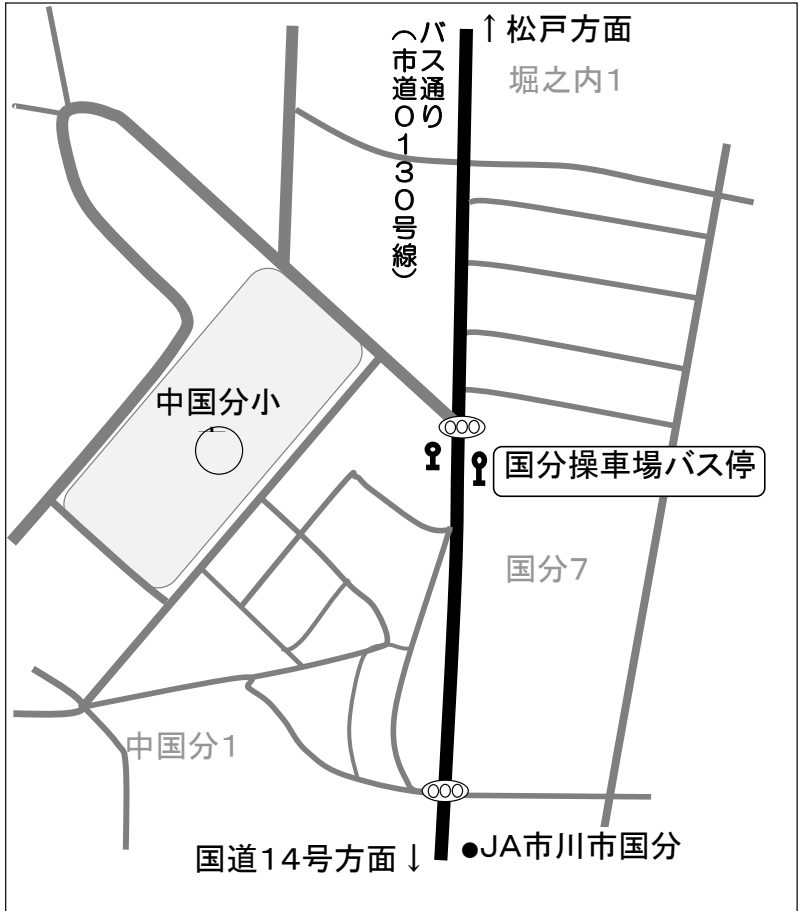 ↑松戸方面
バス通り
（市道０１３０号線）
堀之内1
中国分小
国分操車場バス停
国分7
中国分1
国道14号方面↓
●JA市川市国分